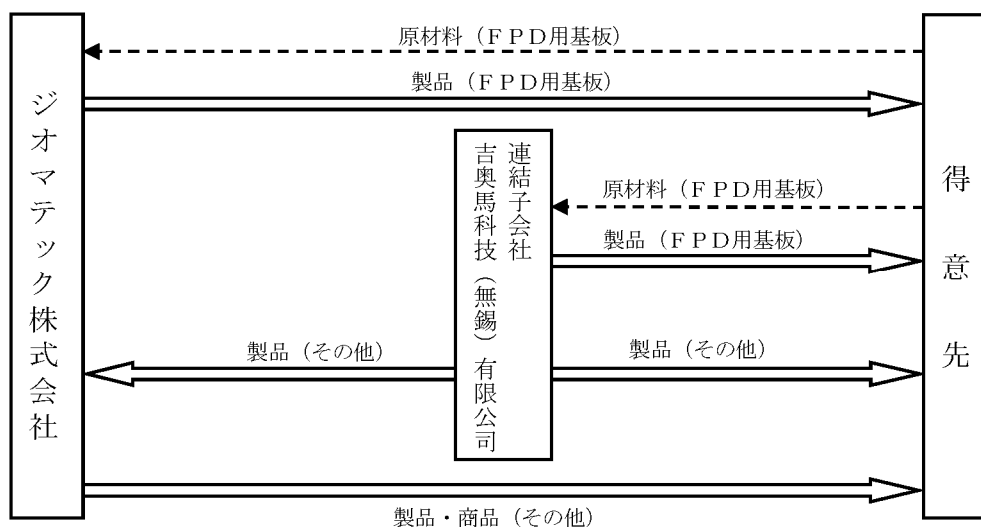 ジオマテック株式会社
原材料（ＦＰＤ用基板）
製品（ＦＰＤ用基板）
連結子会社
吉奥馬科技（無錫）有限公司
原材料（ＦＰＤ用基板）
製品（ＦＰＤ用基板）
製品（その他）
製品（その他）
製品・商品（その他）
得意先